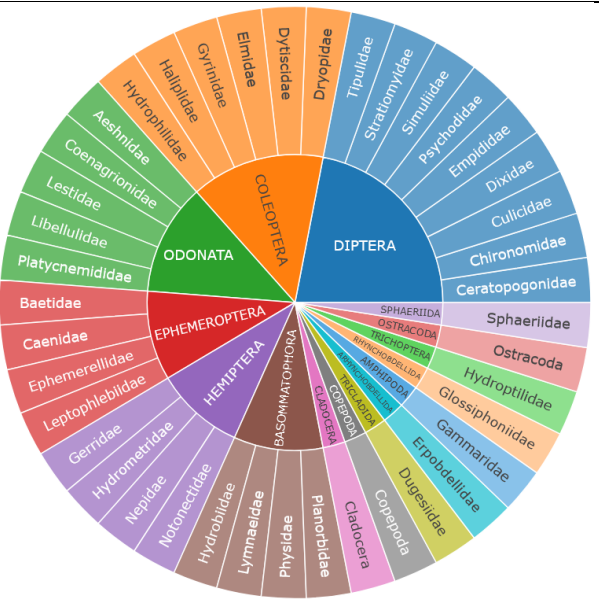 DIPTERA
Tipulidae
Stratiomyidae
Simuliidae
Psychodidae
Empididae
Dixidae
Culicidae
Chironomidae
Ceratopogonidae
SPHAERIIDA
Sphaeriidae
OSTRACODA
Ostracoda
TRICHOPTERA
Hydroptilidae
RHYNCHOBDELLIDA
Glossiphoniidae
AMPHIPODA
Gammaridae
ARHYNCHOBDELLIDA
Erpobdellidae
TRICLADIDA
Dugesiidae
COPEPODA
Copepoda
CLADOCERA
Cladocera
BASOMMATOPHORA
Planorbidae
Physidae
Lymnaeidae
Hydrobiidae
HEMIPTERA
Notonectidae
Nepidae
Hydrometridae
Gerridae
EPHEMEROPTERA
Leptophlebiidae
Ephemerellidae
Caenidae
Baetidae
ODONATA
Platycnemididae
Libellulidae
Lestidae
Coenagrionidae
Aeshnidae
COLEOPTERA
Hydrophilidae
Haliplidae
Gyrinidae
Elmidae
Dytiscidae
Dryopidae